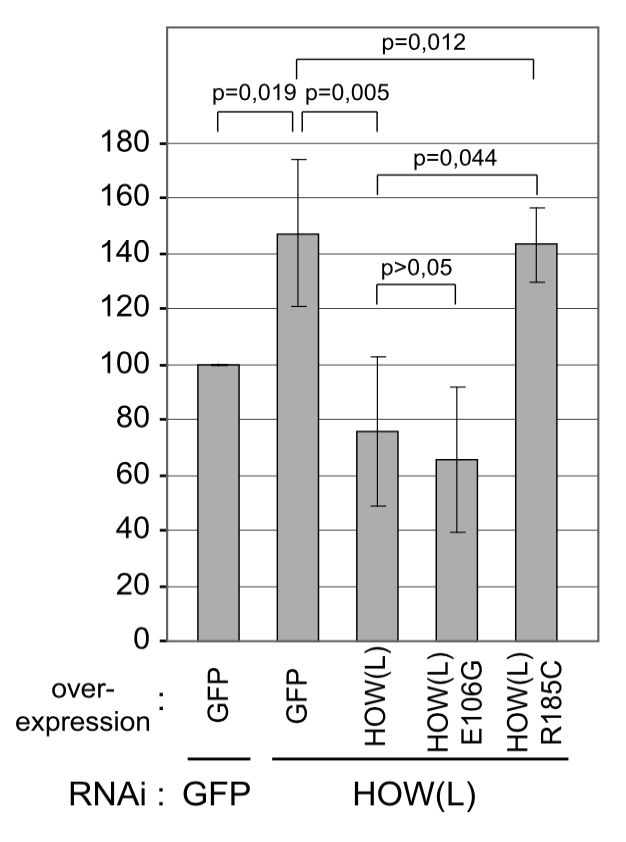 p=0,012
p=0,019 p=0,005
180
p=0,044
160
140
p>0,05
120
100
80
60
40
20
0
over-
expression :
GFP
GFP
HOW(L)
HOW(L)
E106G
HOW(L)
R185C
RNAi : GFP HOW(L)